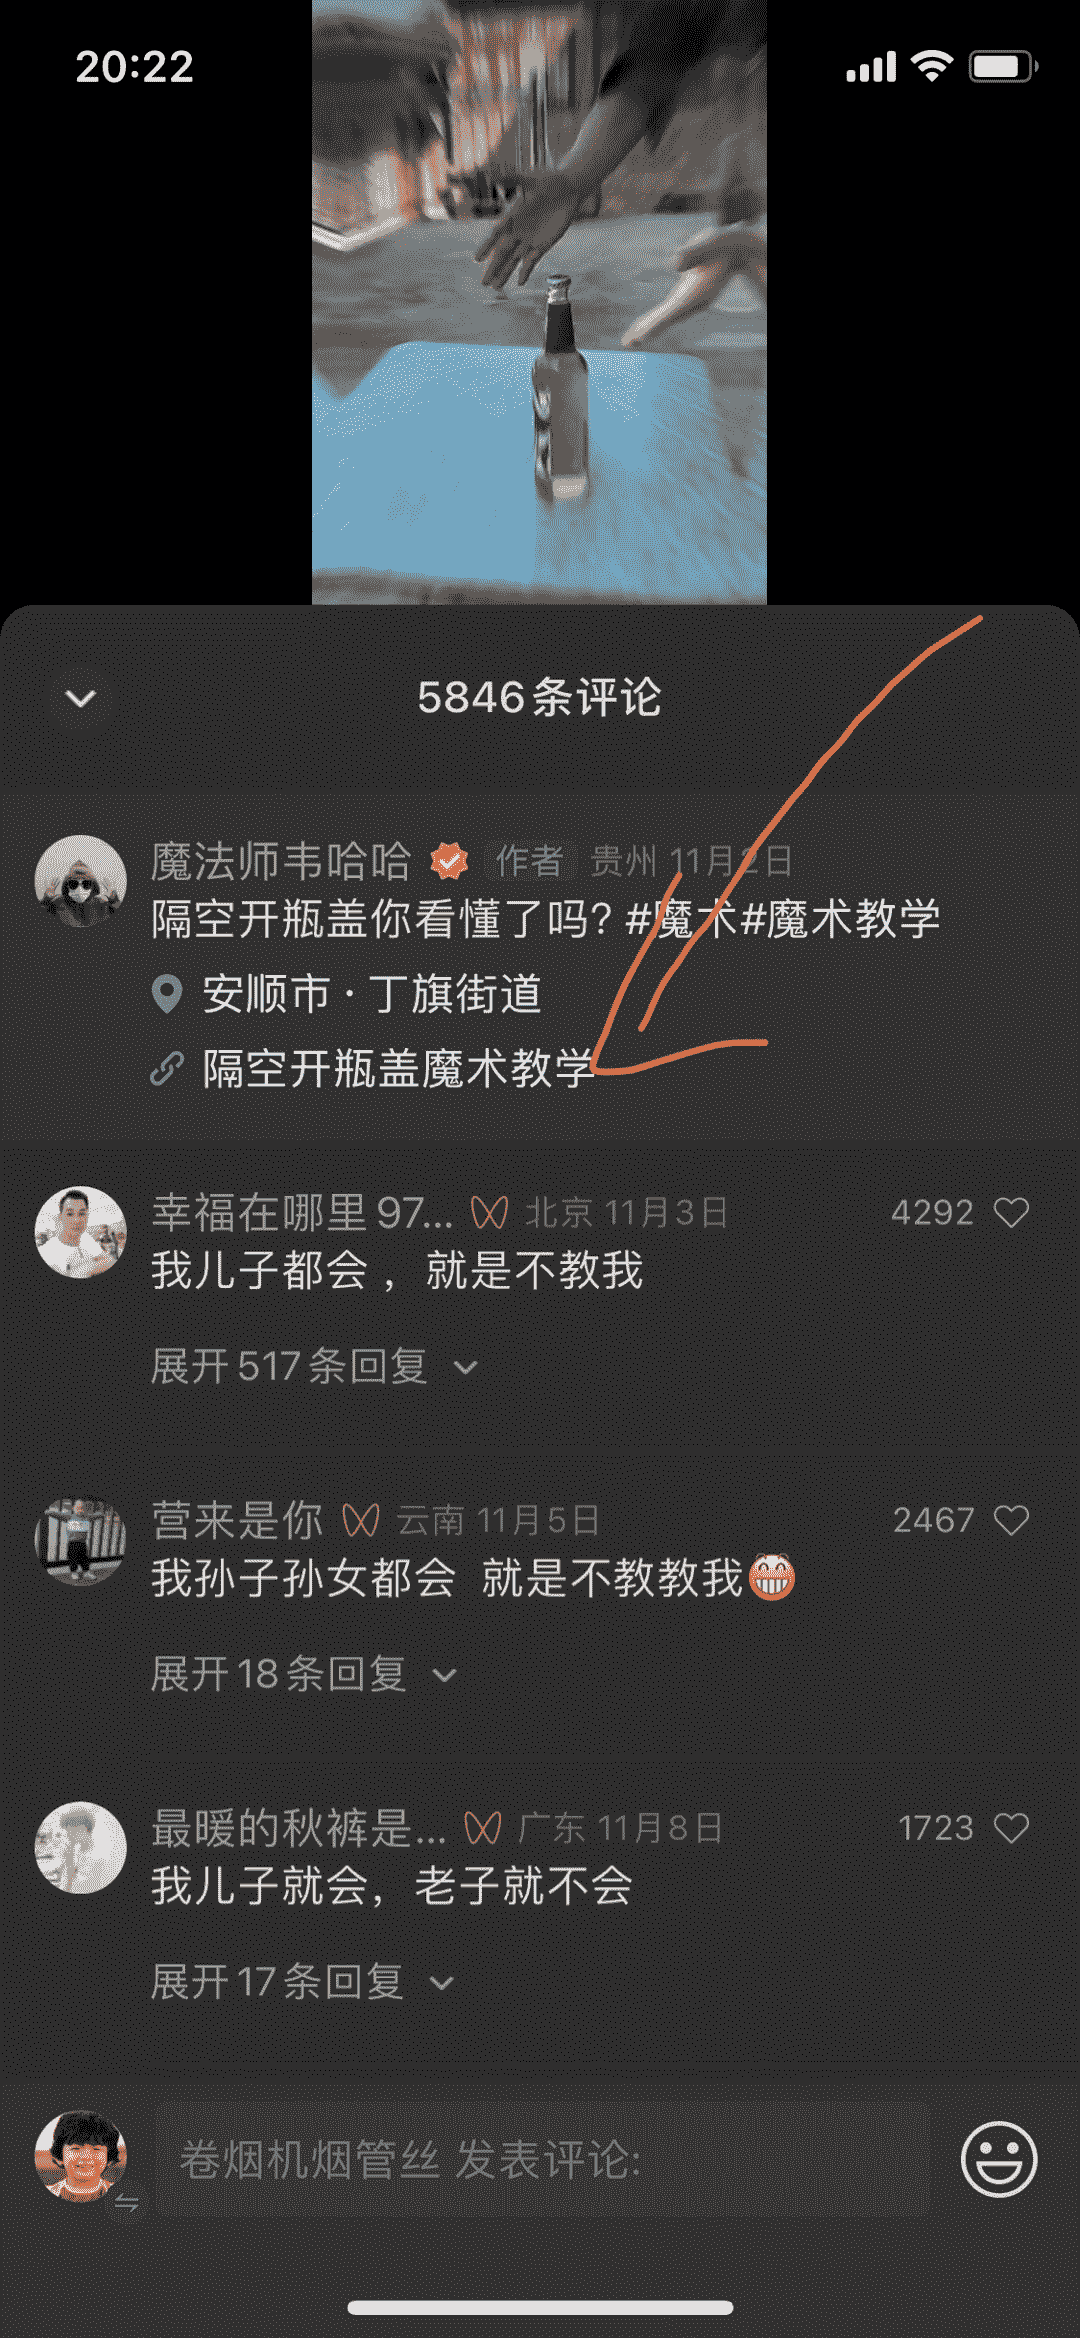 20:22
5846条评论
魔法师韦哈哈 作者 贵州 11月2日
隔空开瓶盖你看懂了吗? #魔术#魔术教学
安顺市 · 丁旗街道
隔空开瓶盖魔术教学
幸福在哪里97... 北京 11月3日 4292
我儿子都会 ，就是不教我
展开517条回复
营来是你 云南 11月5日 2467
我孙子孙女都会 就是不教教我
展开18条回复
最暖的秋裤是... 广东 11月8日 1723
我儿子就会，老子就不会
展开17条回复
卷烟机烟管丝 发表评论: